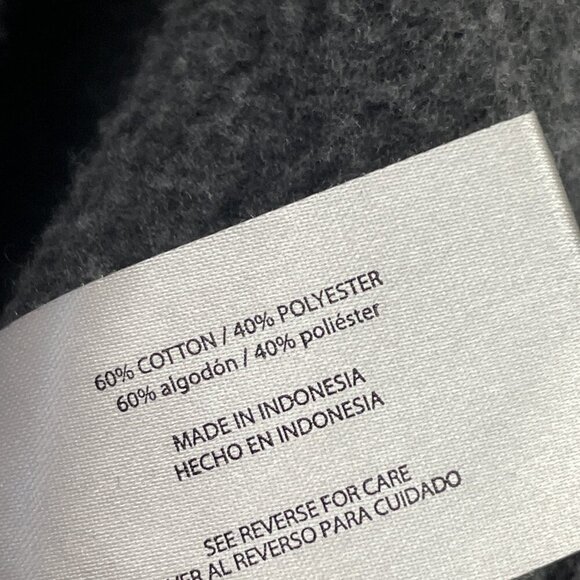 60% COTTON / 40% POLYESTER
60% algodón / 40% poliéster
MADE IN INDONESIA
HECHO EN INDONESIA
SEE REVERSE FOR CARE
VER AL REVERSO PARA CUIDADO